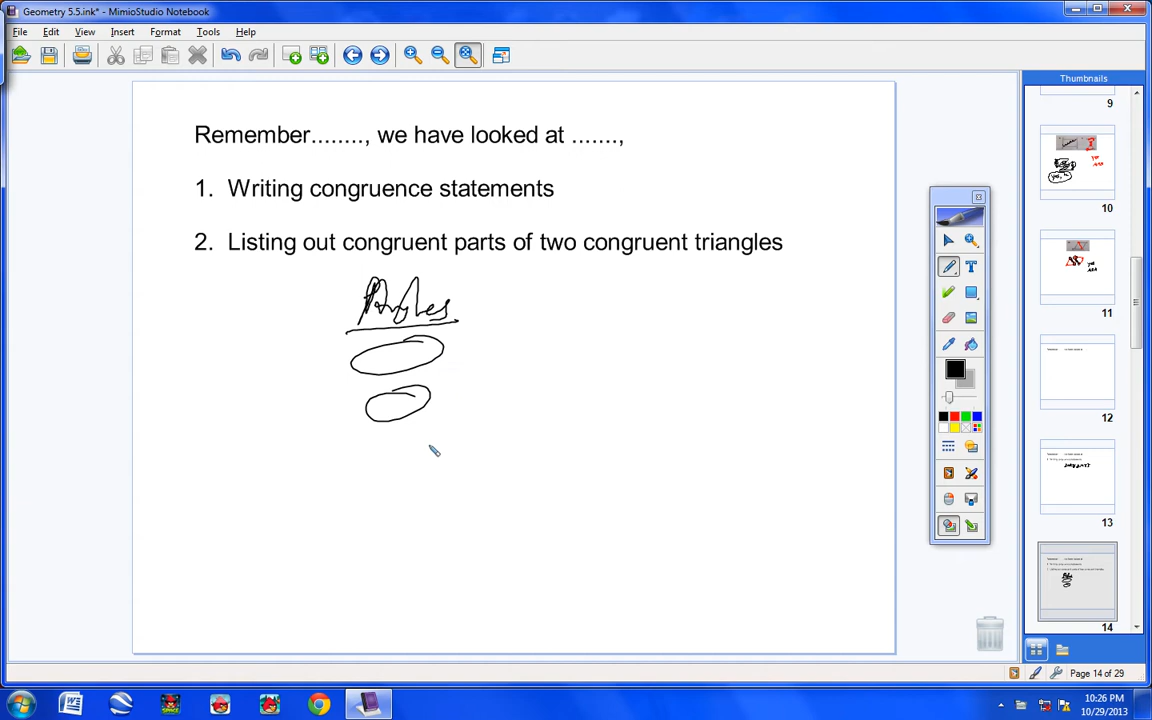 Geometry 5.5.ink* - MimioStudio Notebook
File Edit View Insert Format Tools Help
Thumbnails
Remember........, we have looked at .......,
1. Writing congruence statements
2. Listing out congruent parts of two congruent triangles
Angles
9
10
11
12
13
14
Page 14 of 29
10:26 PM
10/29/2013